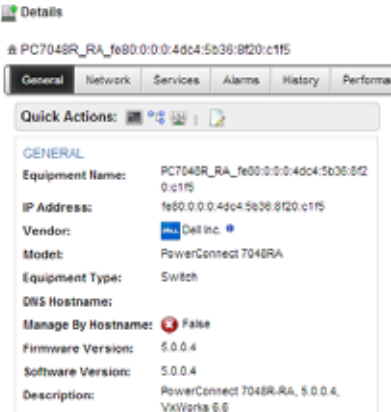 Details
PC7048R_RA_fe80:0:0:0:4dc4:5b36:8f20:c1f5
General Network Services Alarms History Performa
Quick Actions:
GENERAL
Equipment Name: PC7048R_RA_fe80:0:0:0:4dc4:5b36:8f2
0:c1f5
IP Address: fe80:0:0:0:4dc4:5b36:8f20:c1f5
Vendor: DELL Dell Inc.
Model: PowerConnect 7048RA
Equipment Type: Switch
DNS Hostname:
Manage By Hostname: False
Firmware Version: 5.0.0.4
Software Version: 5.0.0.4
Description: PowerConnect 7048R-RA, 5.0.0.4,
VxWorks 6.6